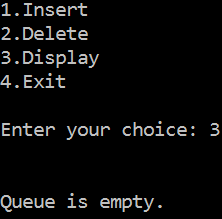 1.Insert
2.Delete
3.Display
4.Exit
Enter your choice: 3
Queue is empty.